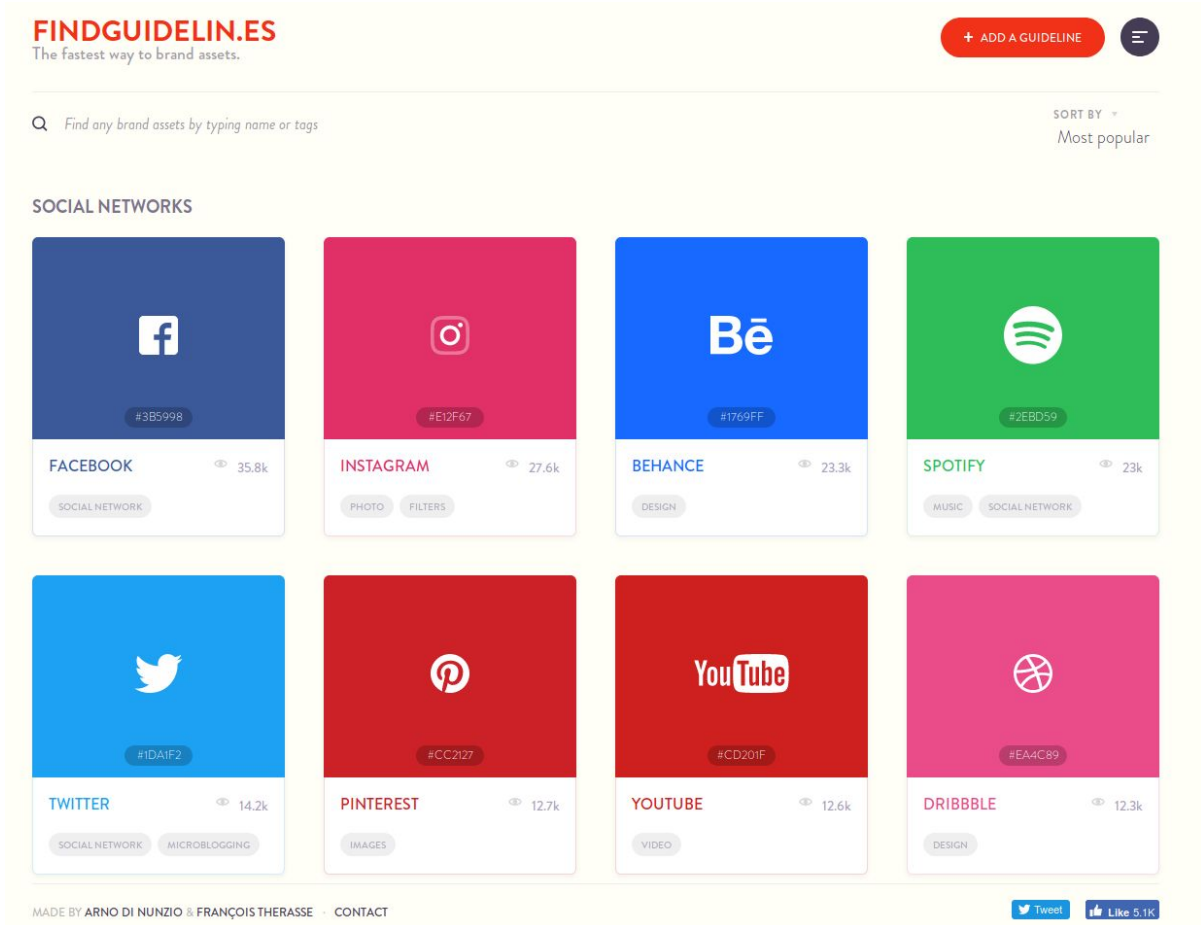 FINDGUIDELIN.ES
The fastest way to brand assets.
+ ADD A GUIDELINE
Find any brand assets by typing name or tags
SORT BY
Most popular
SOCIAL NETWORKS
#3B5998
#E12F67
Bē
#1769FF
#2EBD59
FACEBOOK 35.8k
INSTAGRAM 27.6k
BEHANCE 23.3k
SPOTIFY 23k
SOCIAL NETWORK
PHOTO FILTERS
DESIGN
MUSIC SOCIAL NETWORK
#1DA1F2
#CC2127
YouTube
#CD201F
#EA4C89
TWITTER 14.2k
PINTEREST 12.7k
YOUTUBE 12.6k
DRIBBBLE 12.3k
SOCIAL NETWORK MICROBLOGGING
IMAGES
VIDEO
DESIGN
MADE BY ARNO DI NUNZIO & FRANÇOIS THERASSE · CONTACT
Tweet
Like 5.1K